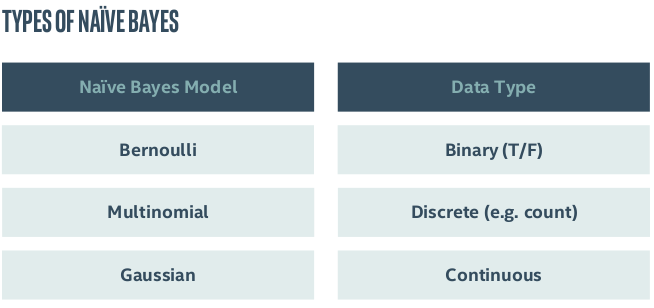 TYPES OF NAÏVE BAYES
Naïve Bayes Model Data Type
Bernoulli Binary (T/F)
Multinomial Discrete (e.g. count)
Gaussian Continuous